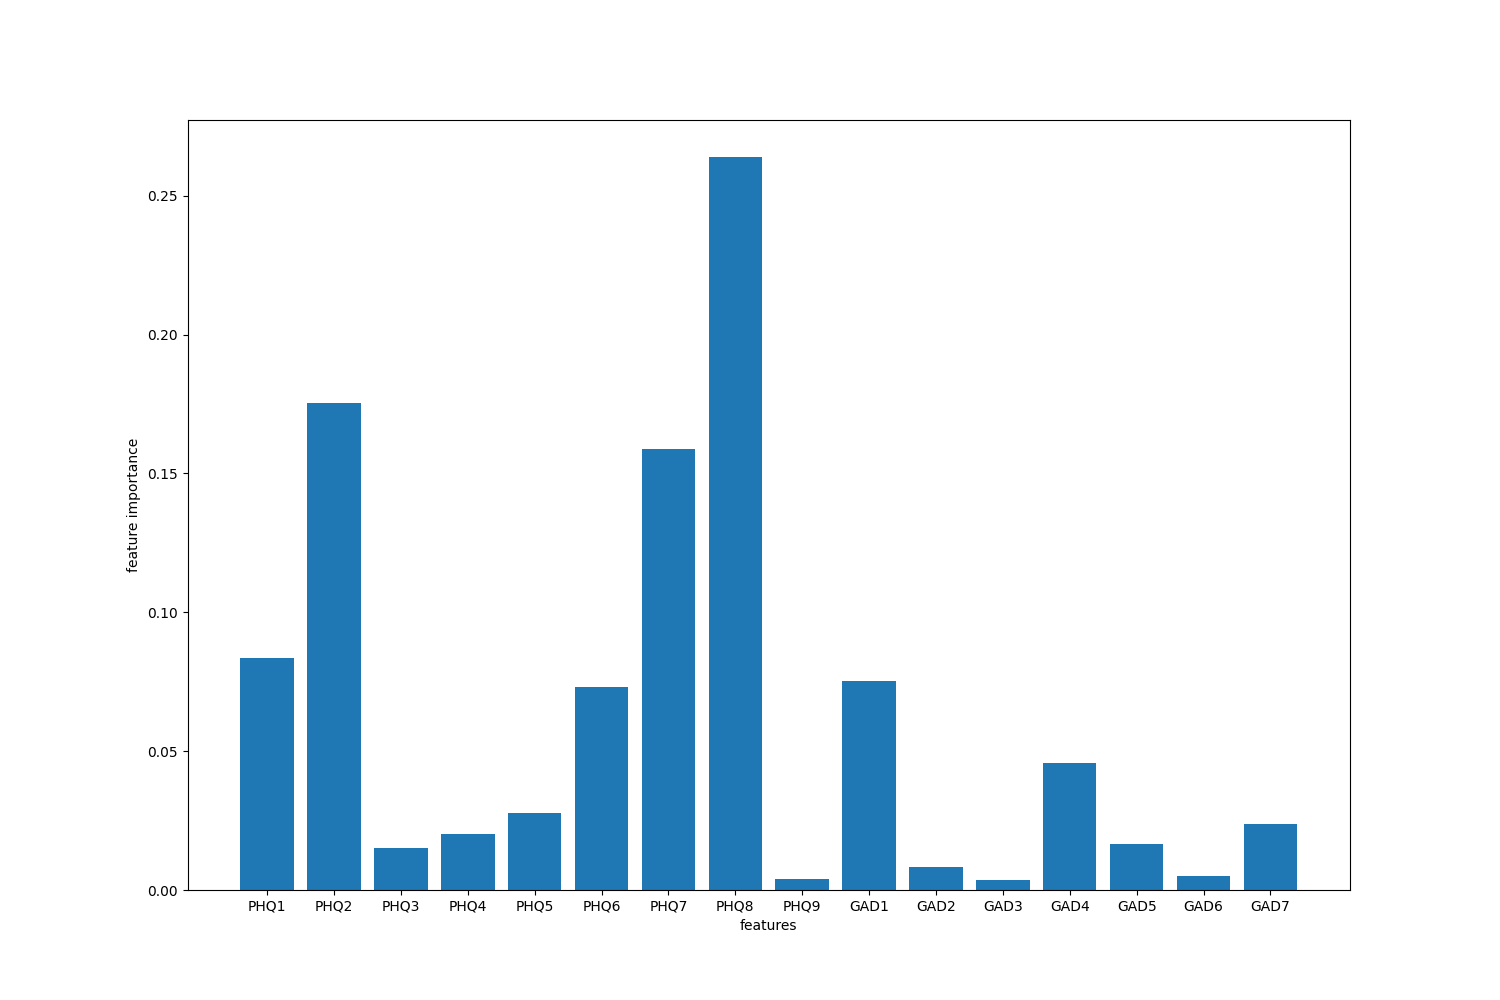 feature importance
0.25
0.20
0.15
0.10
0.05
0.00
PHQ1 PHQ2 PHQ3 PHQ4 PHQ5 PHQ6 PHQ7 PHQ8 PHQ9 GAD1 GAD2 GAD3 GAD4 GAD5 GAD6 GAD7
features